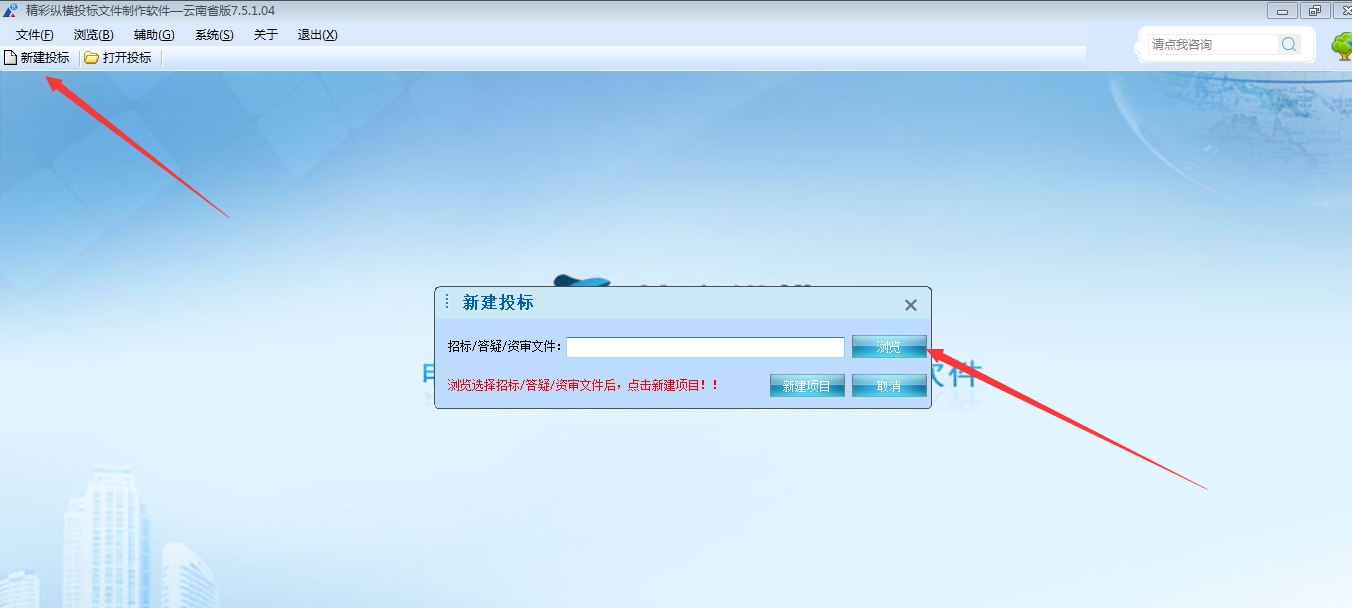 精彩纵横投标文件制作软件—云南省版7.5.1.04
文件(F) 浏览(B) 辅助(G) 系统(S) 关于 退出(X)
请点我咨询
新建投标 打开投标
新建投标
招标/答疑/资审文件： 浏览
浏览选择招标/答疑/资审文件后，点击新建项目！！ 新建项目 取消
软件